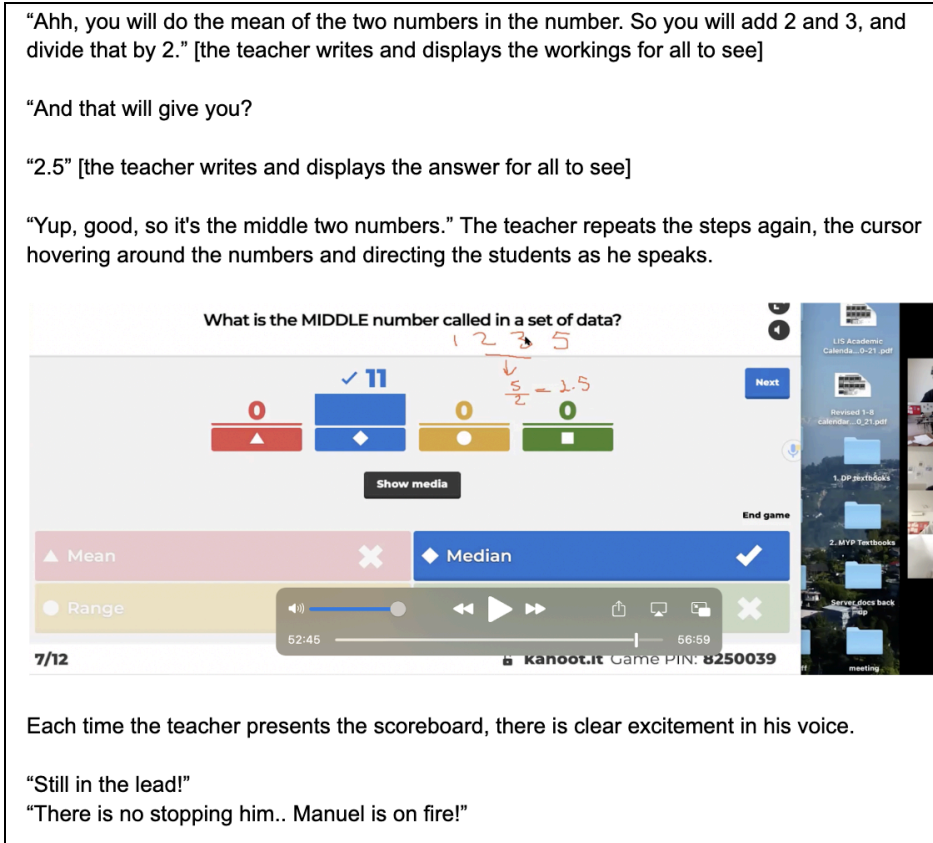 “Ahh, you will do the mean of the two numbers in the number. So you will add 2 and 3, and
divide that by 2.” [the teacher writes and displays the workings for all to see]
“And that will give you?
“2.5” [the teacher writes and displays the answer for all to see]
“Yup, good, so it's the middle two numbers.” The teacher repeats the steps again, the cursor
hovering around the numbers and directing the students as he speaks.
What is the MIDDLE number called in a set of data?
1 2 3 5
5
2
= 2.5
11
0
0
0
Next
Show media
End game
Mean
Median
Range
52:45
56:59
7/12
kahoot.it Game PIN: 8250039
LIS Academic
Calenda...0-21.pdf
Revised 1-8
calendar...0_21.pdf
1. DP textbooks
2. MYP Textbooks
Server docs back
up
meeting
Each time the teacher presents the scoreboard, there is clear excitement in his voice.
“Still in the lead!”
“There is no stopping him.. Manuel is on fire!”